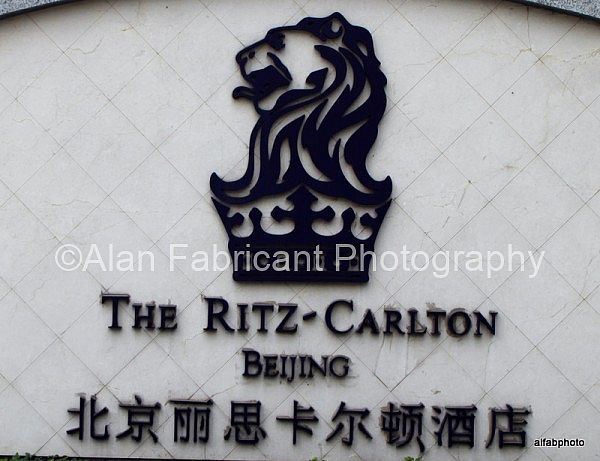 ©Alan Fabricant Photography
THE RITZ-CARLTON
BEIJING
北京丽思卡尔顿酒店
alfabphoto